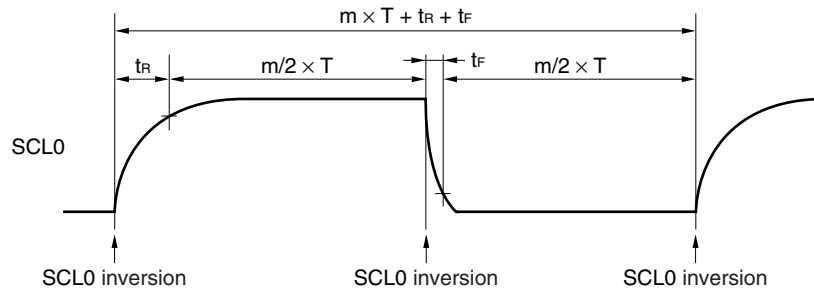 m × T + tR + tF
tR
m/2 × T
tF
m/2 × T
SCL0
SCL0 inversion
SCL0 inversion
SCL0 inversion